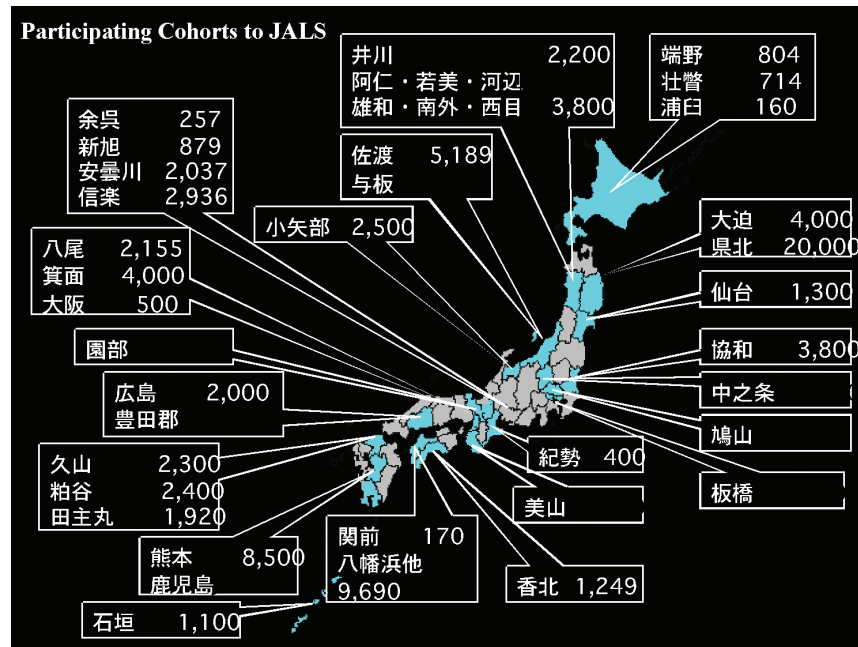 Participating Cohorts to JALS
井川 2,200
阿仁・若美・河辺
雄和・南外・西目 3,800
端野 804
壮瞥 714
浦臼 160
余呉 257
新旭 879
安曇川 2,037
信楽 2,936
佐渡 5,189
与板
小矢部 2,500
大迫 4,000
県北 20,000
八尾 2,155
箕面 4,000
大阪 500
仙台 1,300
園部
協和 3,800
広島 2,000
豊田郡
中之条
鳩山
久山 2,300
粕谷 2,400
田主丸 1,920
紀勢 400
板橋
美山
関前 170
八幡浜他
9,690
熊本 8,500
鹿児島
香北 1,249
石垣 1,100